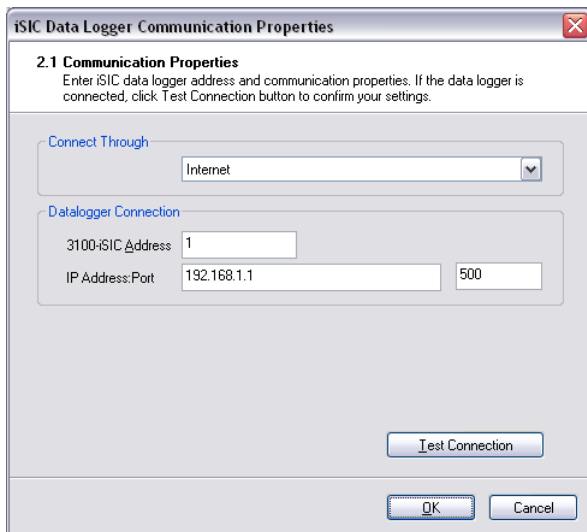 iSIC Data Logger Communication Properties
2.1 Communication Properties
Enter iSIC data logger address and communication properties. If the data logger is
connected, click Test Connection button to confirm your settings.
Connect Through
Internet
Datalogger Connection
3100-iSIC Address 1
IP Address:Port 192.168.1.1 500
Test Connection
OK Cancel